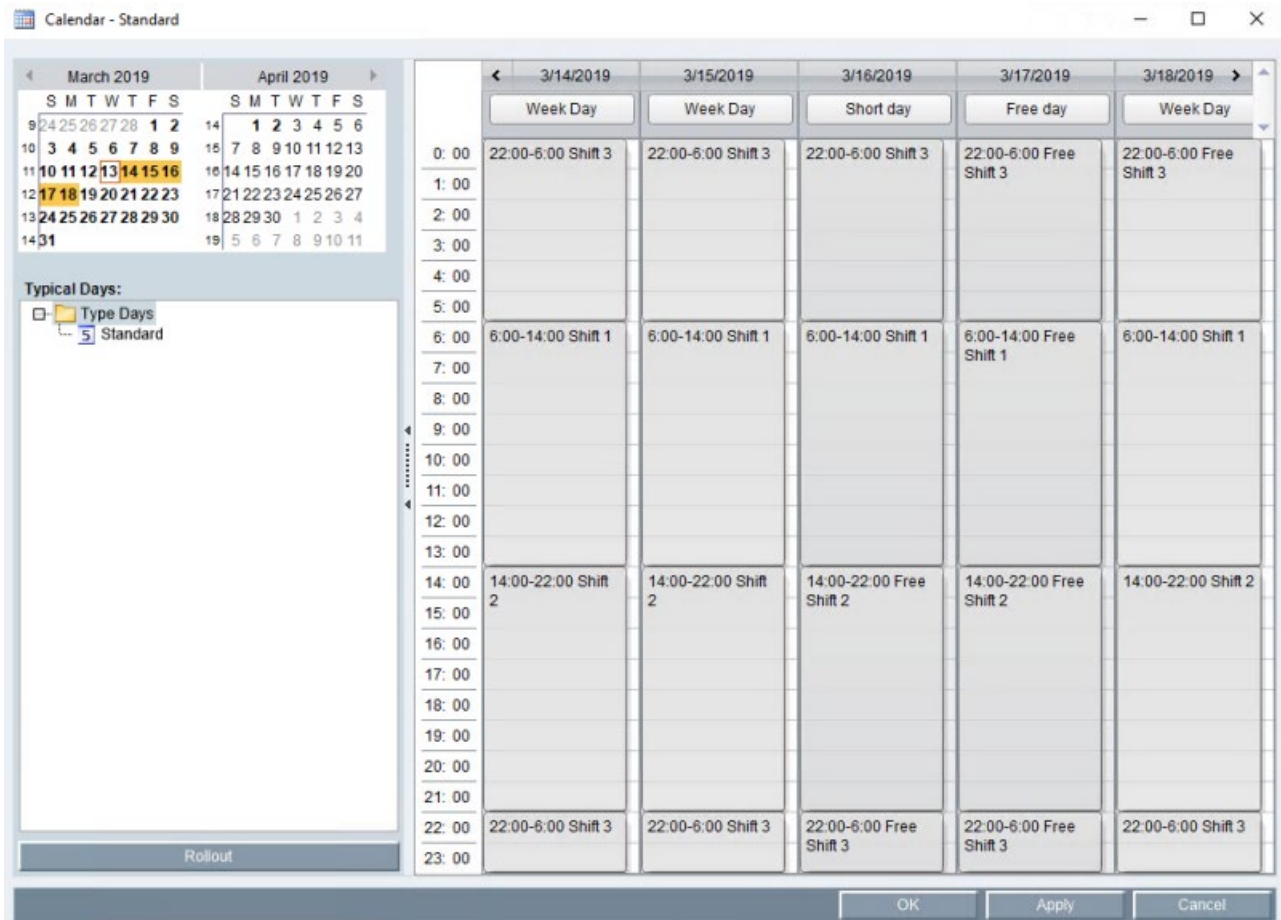 Calendar - Standard
March 2019
S M T W T F S
9 24 25 26 27 28 1 2
10 3 4 5 6 7 8 9
11 10 11 12 13 14 15 16
12 17 18 19 20 21 22 23
13 24 25 26 27 28 29 30
14 31
April 2019
S M T W T F S
14 1 2 3 4 5 6
15 7 8 9 10 11 12 13
16 14 15 16 17 18 19 20
17 21 22 23 24 25 26 27
18 28 29 30 1 2 3 4
19 5 6 7 8 9 10 11
Typical Days:
Type Days
5 Standard
Rollout
3/14/2019 3/15/2019 3/16/2019 3/17/2019 3/18/2019
Week Day Week Day Short day Free day Week Day
0: 00
1: 00
2: 00
3: 00
4: 00
5: 00
6: 00
7: 00
8: 00
9: 00
10: 00
11: 00
12: 00
13: 00
14: 00
15: 00
16: 00
17: 00
18: 00
19: 00
20: 00
21: 00
22: 00
23: 00
22:00-6:00 Shift 3
6:00-14:00 Shift 1
14:00-22:00 Shift
2
22:00-6:00 Shift 3
22:00-6:00 Shift 3
6:00-14:00 Shift 1
14:00-22:00 Shift
2
22:00-6:00 Shift 3
22:00-6:00 Shift 3
6:00-14:00 Shift 1
14:00-22:00 Free
Shift 2
22:00-6:00 Free
Shift 3
22:00-6:00 Free
Shift 3
6:00-14:00 Free
Shift 1
14:00-22:00 Free
Shift 2
22:00-6:00 Free
Shift 3
22:00-6:00 Free
Shift 3
6:00-14:00 Shift 1
14:00-22:00 Shift 2
22:00-6:00 Shift 3
OK Apply Cancel